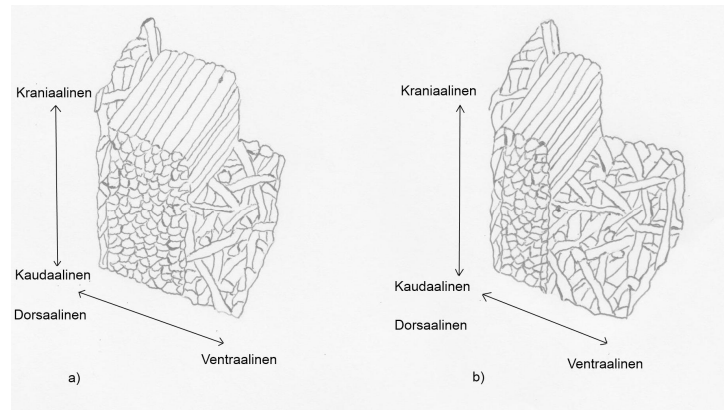 Kraniaalinen
Kaudaalinen
Dorsaalinen
Ventraalinen
a)
Kraniaalinen
Kaudaalinen
Dorsaalinen
Ventraalinen
b)